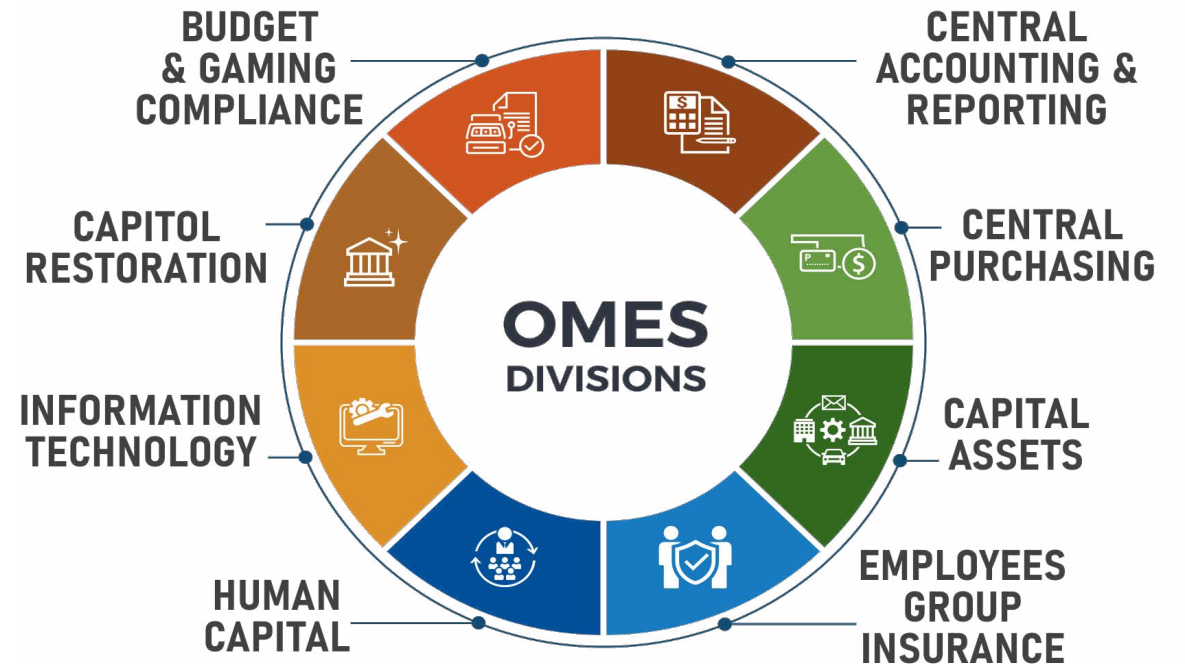 BUDGET
& GAMING
COMPLIANCE
CENTRAL
ACCOUNTING &
REPORTING
$
CAPITOL
RESTORATION
CENTRAL
PURCHASING
P
$
OMES
DIVISIONS
INFORMATION
TECHNOLOGY
CAPITAL
ASSETS
HUMAN
CAPITAL
EMPLOYEES
GROUP
INSURANCE